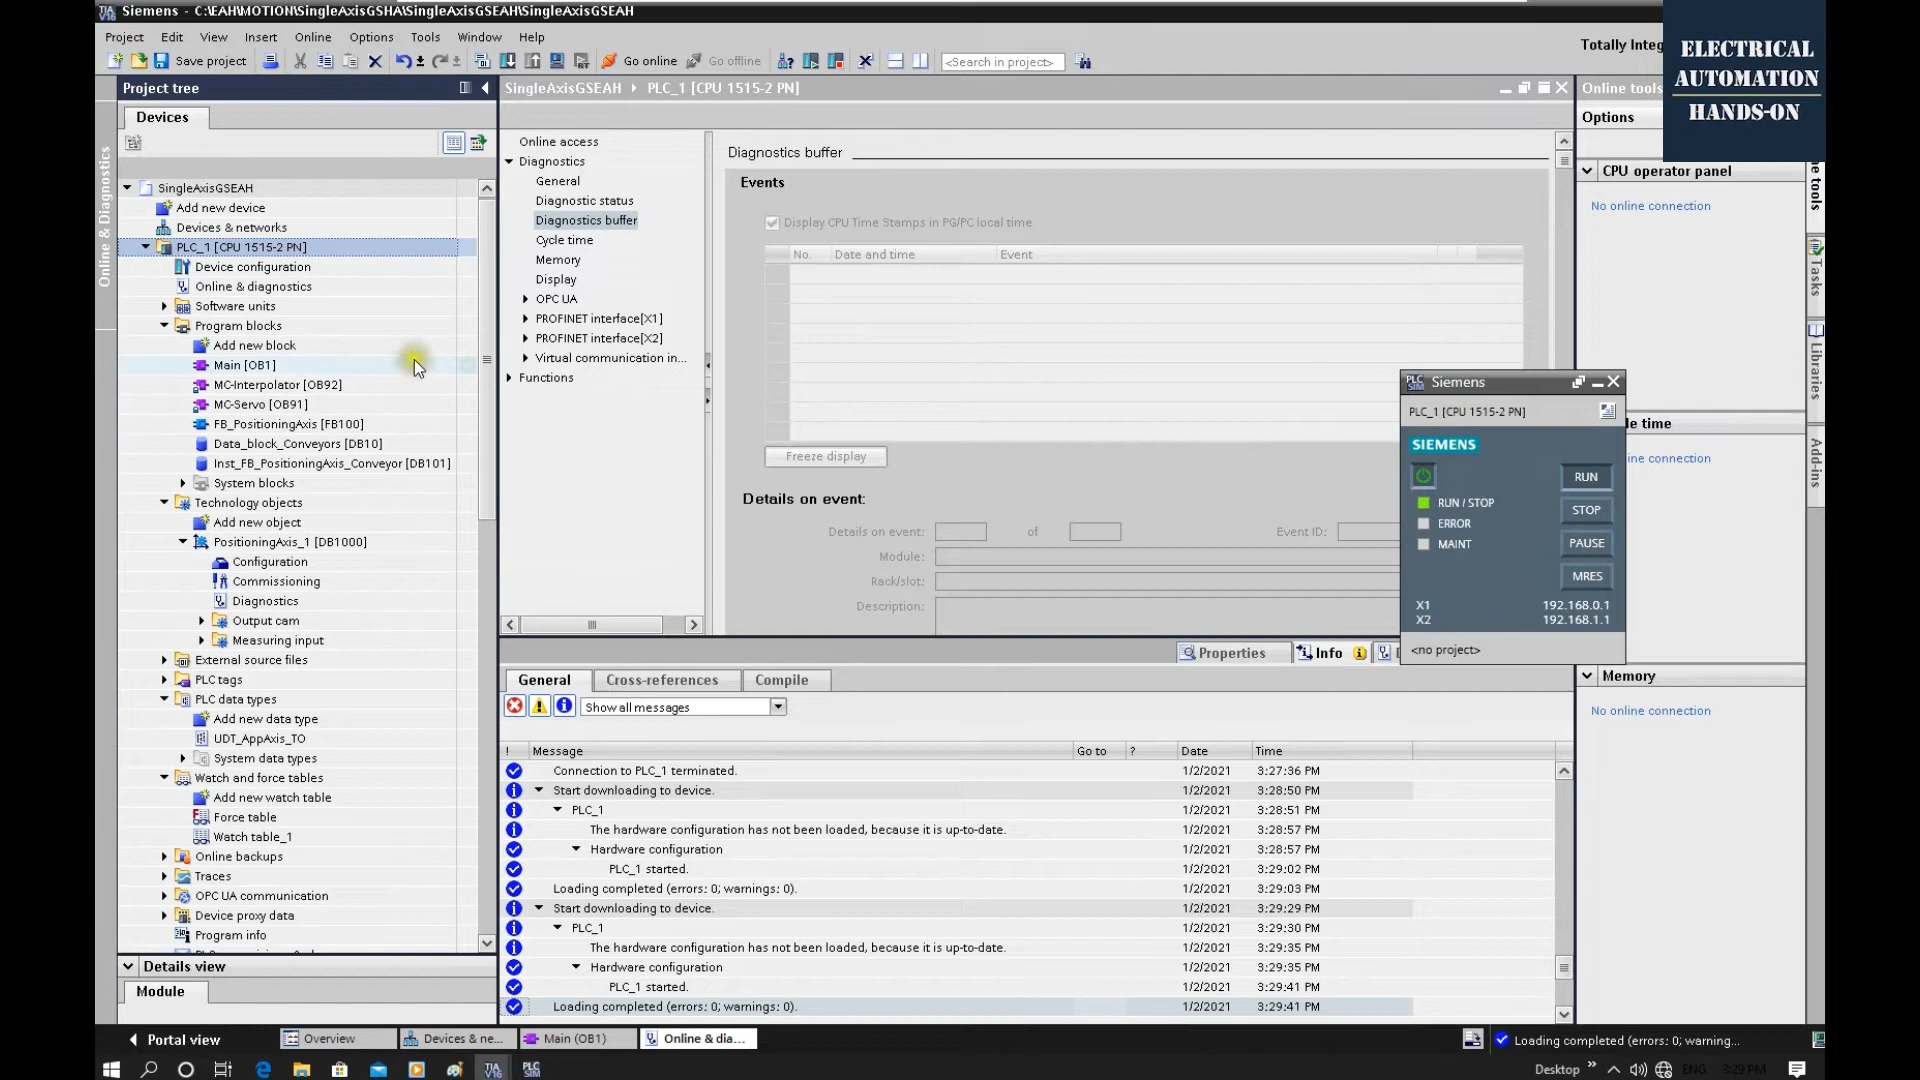 Siemens - C:\EAH\MOTION\SingleAxisGSHA\SingleAxisGSEAH\SingleAxisGSEAH
Project Edit View Insert Online Options Tools Window Help
Totally Integ
Save project
Go online
Go offline
<Search in project>
ELECTRICAL
AUTOMATION
HANDS-ON
Project tree
SingleAxisGSEAH
PLC_1 [CPU 1515-2 PN]
Online tools
Devices
Options
Online & Diagnostics
SingleAxisGSEAH
Add new device
Devices & networks
PLC_1 [CPU 1515-2 PN]
Device configuration
Online & diagnostics
Software units
Program blocks
Add new block
Main [OB1]
MC-Interpolator [OB92]
MC-Servo [OB91]
FB_PositioningAxis [FB100]
Data_block_Conveyors [DB10]
Inst_FB_PositioningAxis_Conveyor [DB101]
System blocks
Technology objects
Add new object
PositioningAxis_1 [DB1000]
Configuration
Commissioning
Diagnostics
Output cam
Measuring input
External source files
PLC tags
PLC data types
Add new data type
UDT_AppAxis_TO
System data types
Watch and force tables
Add new watch table
Force table
Watch table_1
Online backups
Traces
OPC UA communication
Device proxy data
Program info
Details view
Module
Online access
Diagnostics
General
Diagnostic status
Diagnostics buffer
Cycle time
Memory
Display
OPC UA
PROFINET interface[X1]
PROFINET interface[X2]
Virtual communication in...
Functions
Diagnostics buffer
Events
Display CPU Time Stamps in PG/PC local time
No. Date and time Event
Freeze display
Details on event:
Details on event: of Event ID:
Module:
Rack/slot:
Description:
Siemens
PLC_1 [CPU 1515-2 PN]
SIEMENS
RUN
RUN / STOP
STOP
ERROR
MAINT
PAUSE
MRES
X1 192.168.0.1
X2 192.168.1.1
<no project>
CPU operator panel
No online connection
le time
ine connection
Memory
No online connection
ne tools
Tasks
Libraries
Add-ins
Properties Info
General Cross-references Compile
Show all messages
! Message Go to ? Date Time
Connection to PLC_1 terminated. 1/2/2021 3:27:36 PM
Start downloading to device. 1/2/2021 3:28:50 PM
PLC_1 1/2/2021 3:28:51 PM
The hardware configuration has not been loaded, because it is up-to-date. 1/2/2021 3:28:57 PM
Hardware configuration 1/2/2021 3:28:57 PM
PLC_1 started. 1/2/2021 3:29:02 PM
Loading completed (errors: 0; warnings: 0). 1/2/2021 3:29:03 PM
Start downloading to device. 1/2/2021 3:29:29 PM
PLC_1 1/2/2021 3:29:30 PM
The hardware configuration has not been loaded, because it is up-to-date. 1/2/2021 3:29:35 PM
Hardware configuration 1/2/2021 3:29:35 PM
PLC_1 started. 1/2/2021 3:29:41 PM
Loading completed (errors: 0; warnings: 0). 1/2/2021 3:29:41 PM
Portal view
Overview
Devices & ne...
Main (OB1)
Online & dia...
Loading completed (errors: 0; warning...
Desktop
ENG
3:29 PM